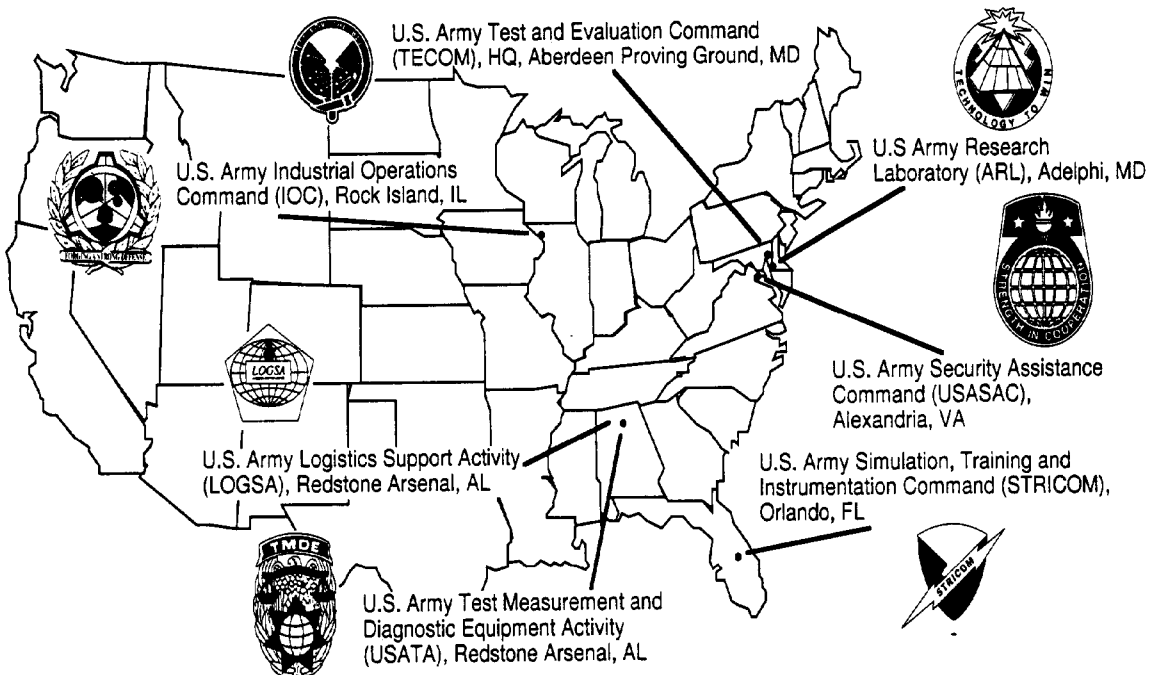 U.S. Army Test and Evaluation Command
(TECOM), HQ, Aberdeen Proving Ground, MD
TECHNOLOGY TO WIN
U.S Army Research
Laboratory (ARL), Adelphi, MD
U.S. Army Industrial Operations
Command (IOC), Rock Island, IL
FORGING A STRONG DEFENSE
STRENGTH IN COOPERATION
LOGSA
U.S. Army Security Assistance
Command (USASAC),
Alexandria, VA
U.S. Army Logistics Support Activity
(LOGSA), Redstone Arsenal, AL
U.S. Army Simulation, Training and
Instrumentation Command (STRICOM),
Orlando, FL
TMDE
STRICOM
U.S. Army Test Measurement and
Diagnostic Equipment Activity
(USATA), Redstone Arsenal, AL